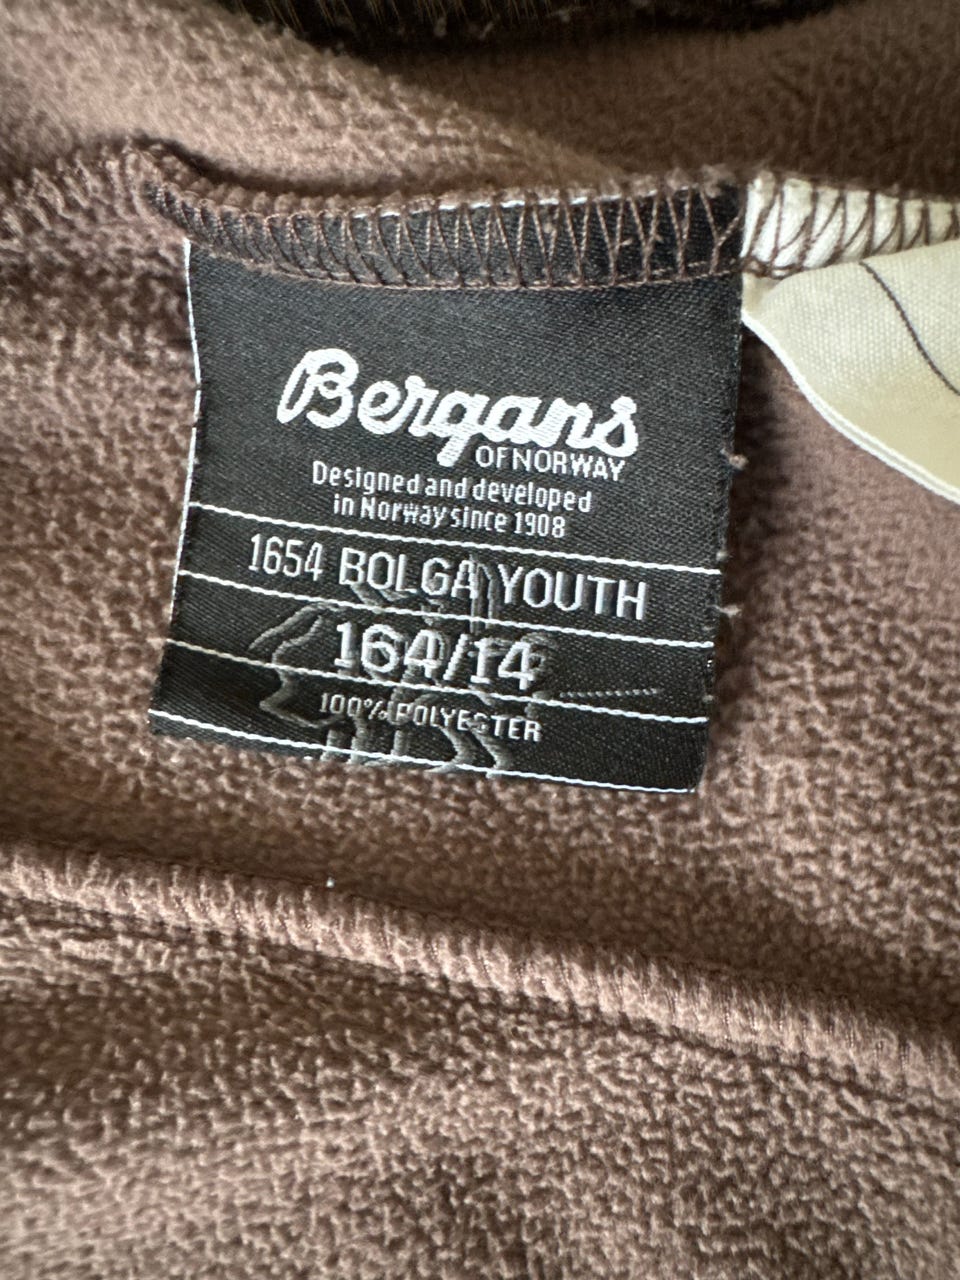 Bergans
OF NORWAY
Designed and developed
in Norway since 1908
1654 BOLGA YOUTH
164/14
100% POLYESTER